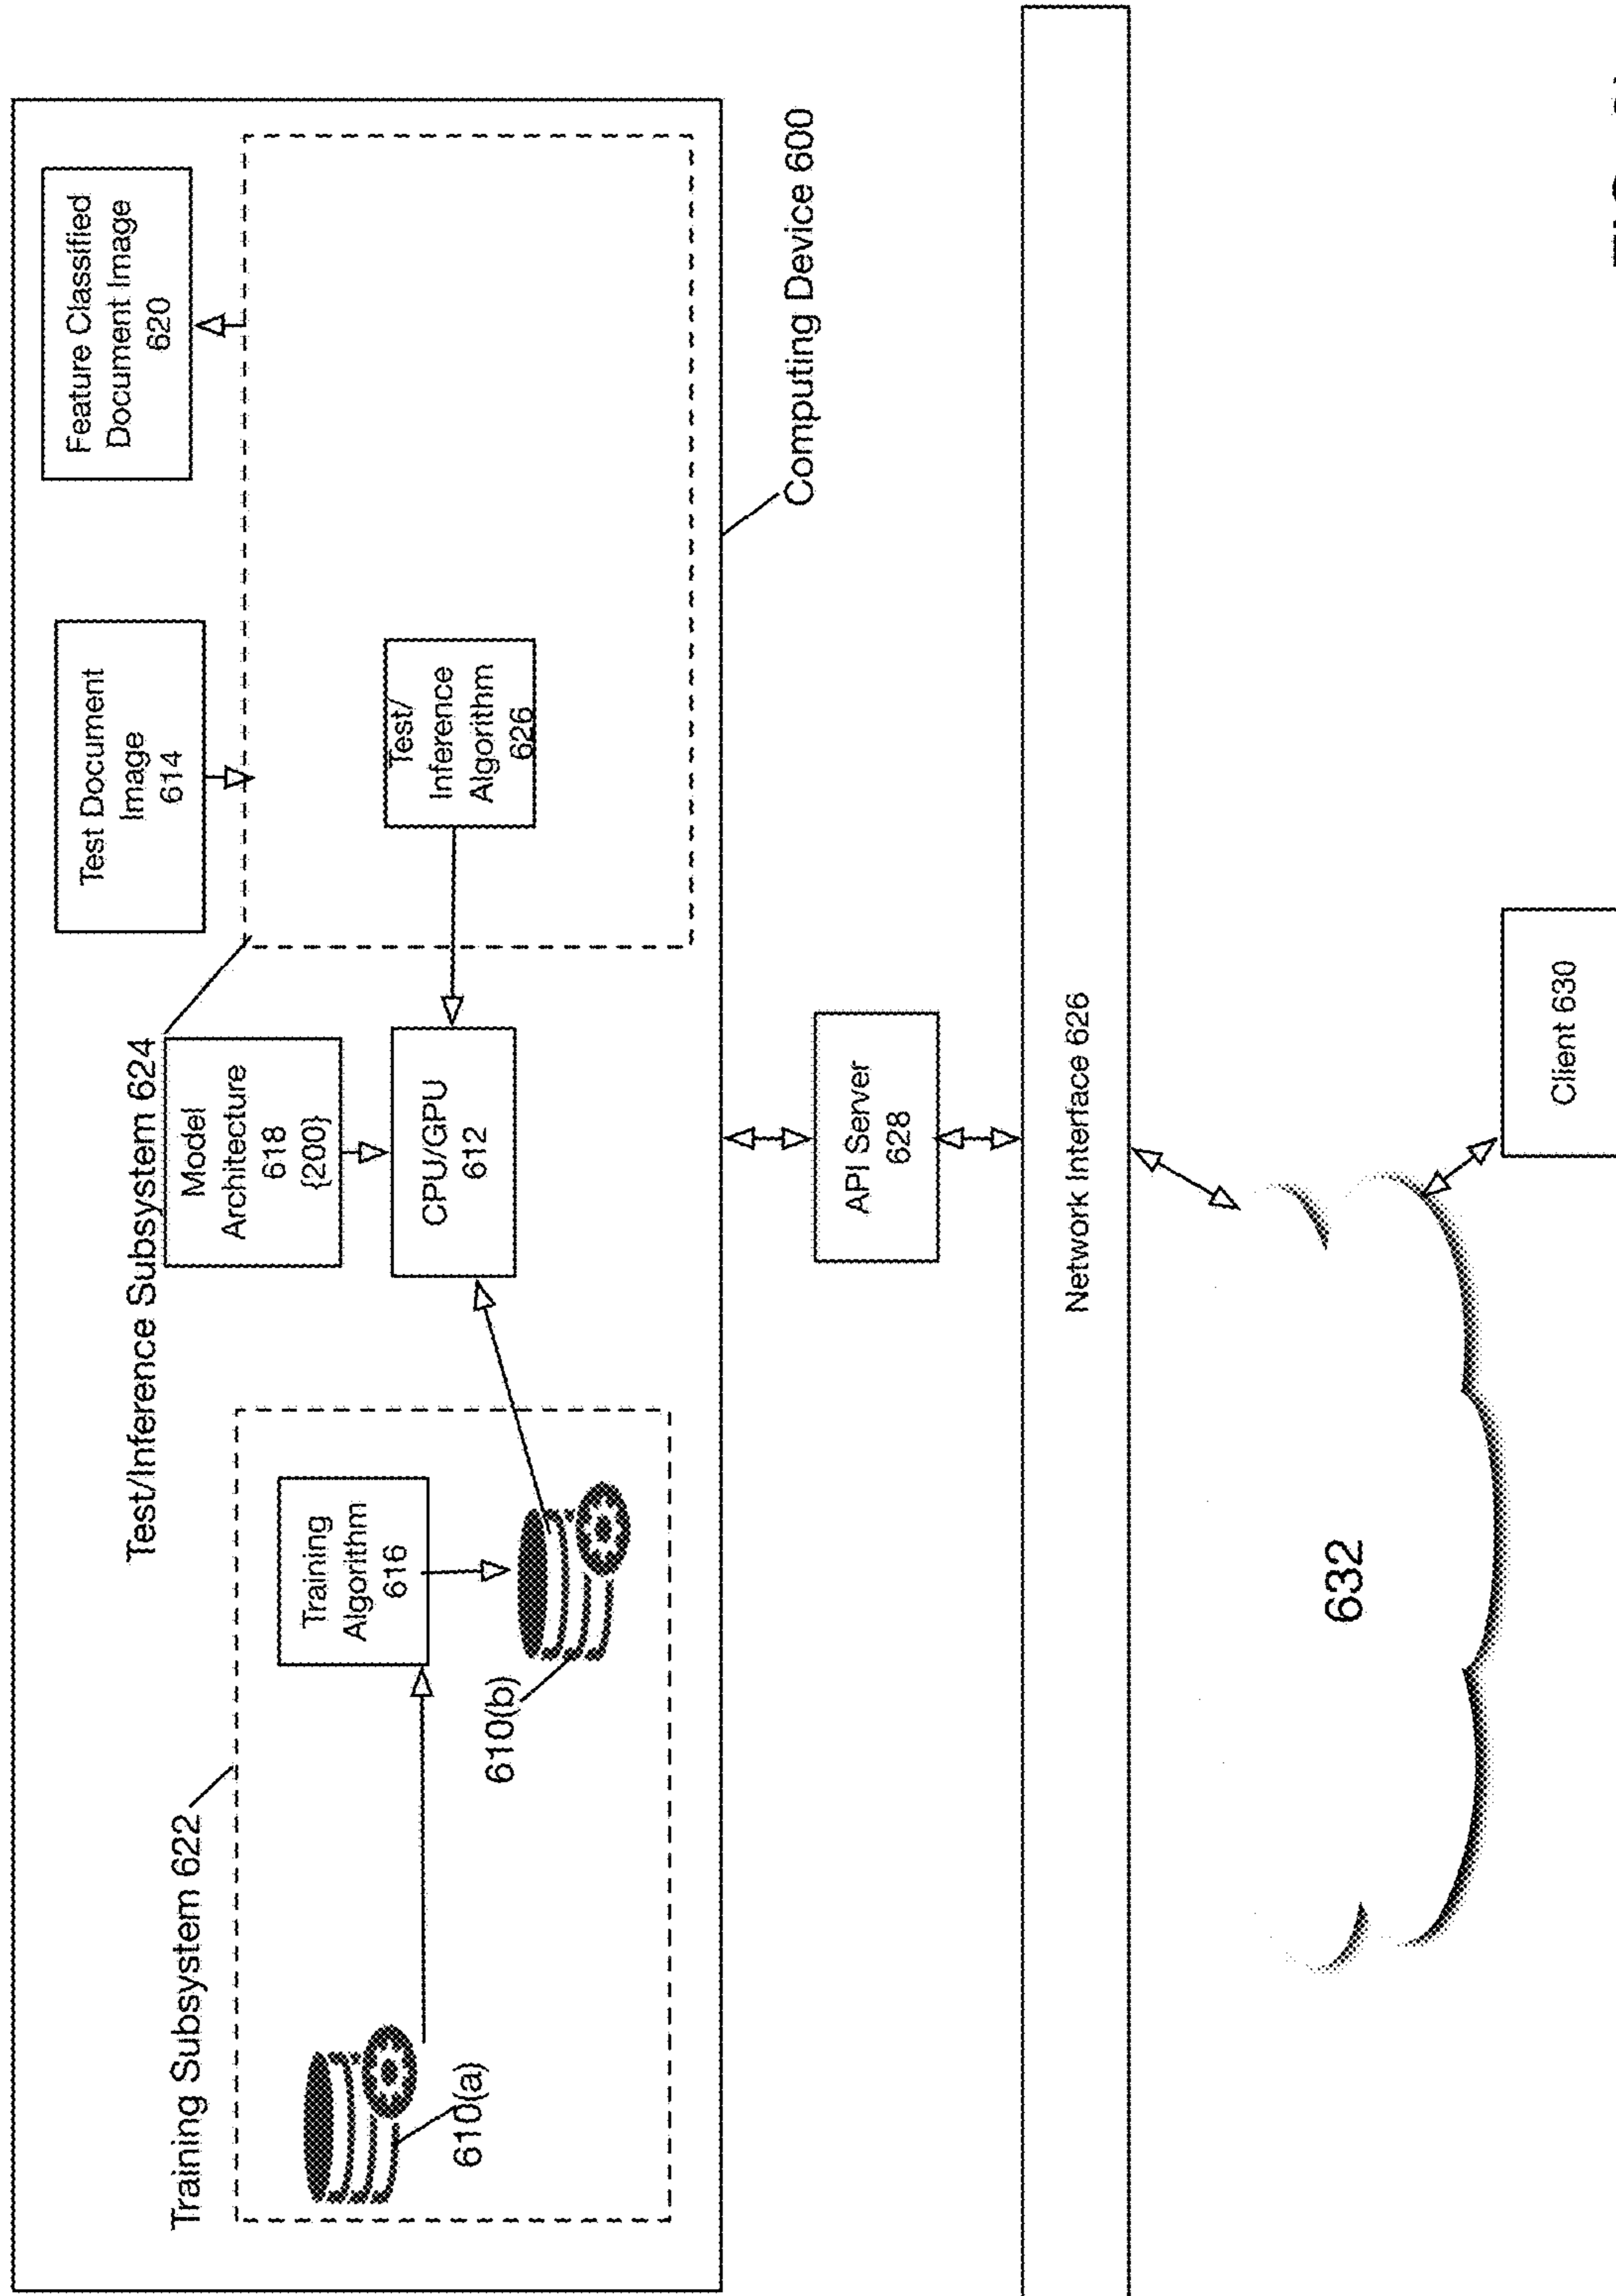 Training Subsystem 622
610(a)
Training
Algorithm
616
610(b)
Test/Inference Subsystem 624
Model
Architecture
618
{200}
CPU/GPU
612
Test Document
Image
614
Feature Classified
Document Image
620
Test/
Inference
Algorithm
626
Computing Device 600
API Server
628
Network Interface 626
632
Client 630